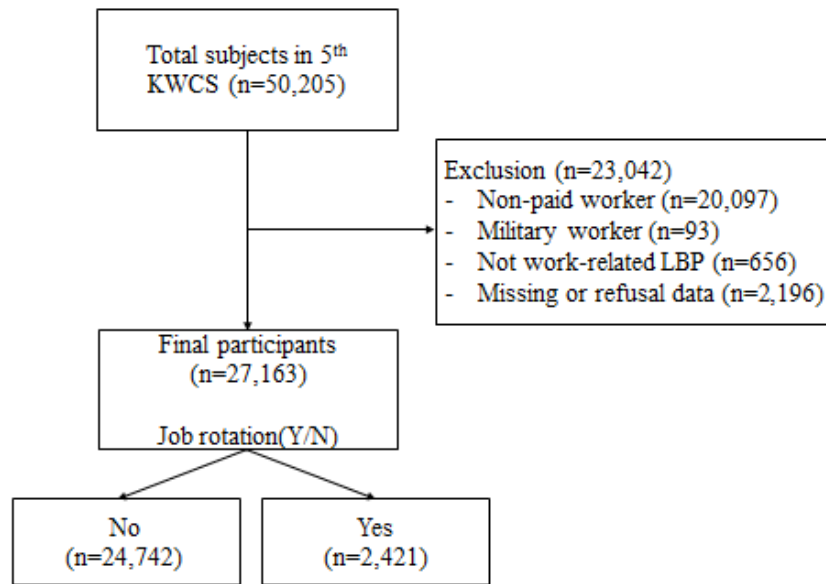 Total subjects in 5th
KWCS (n=50,205)
Exclusion (n=23,042)
- Non-paid worker (n=20,097)
- Military worker (n=93)
- Not work-related LBP (n=656)
- Missing or refusal data (n=2,196)
Final participants
(n=27,163)
Job rotation(Y/N)
No
(n=24,742)
Yes
(n=2,421)